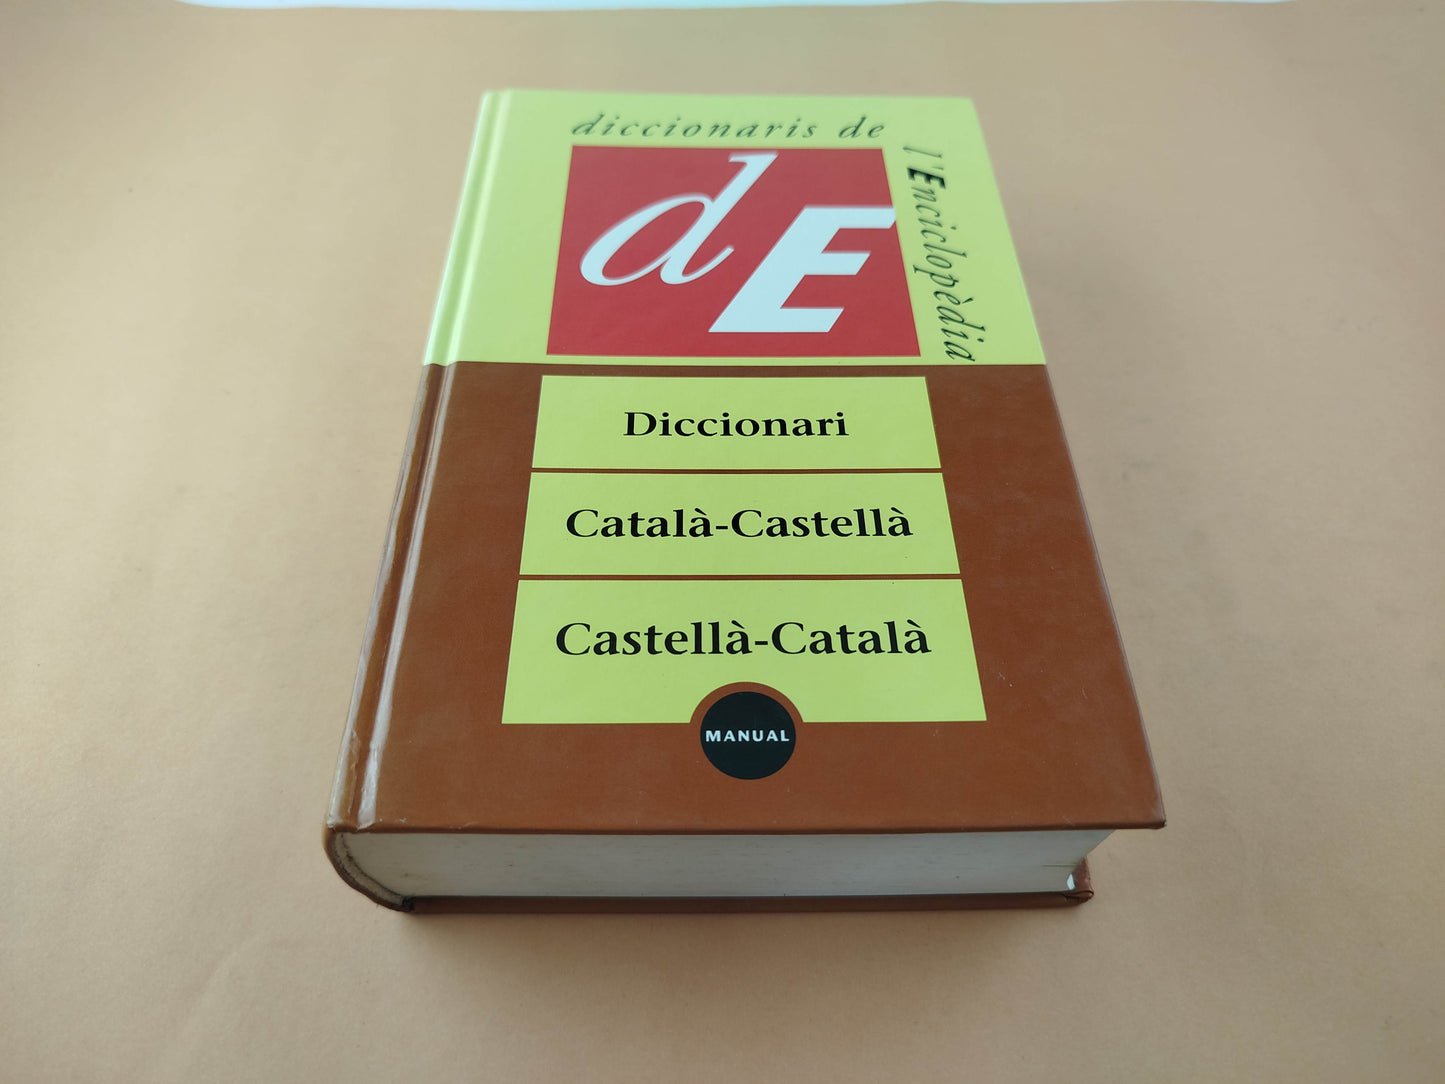 diccionaris de
l'Enciclopèdia
dE
Diccionari
Català-Castellà
Castellà-Català
MANUAL